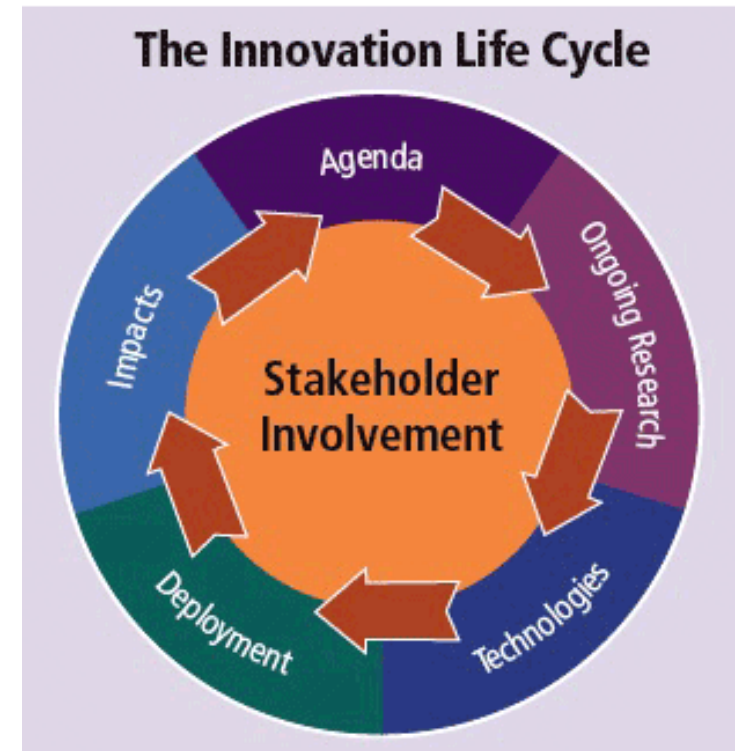 The Innovation Life Cycle
Agenda
Ongoing Research
Technologies
Deployment
Impacts
Stakeholder
Involvement